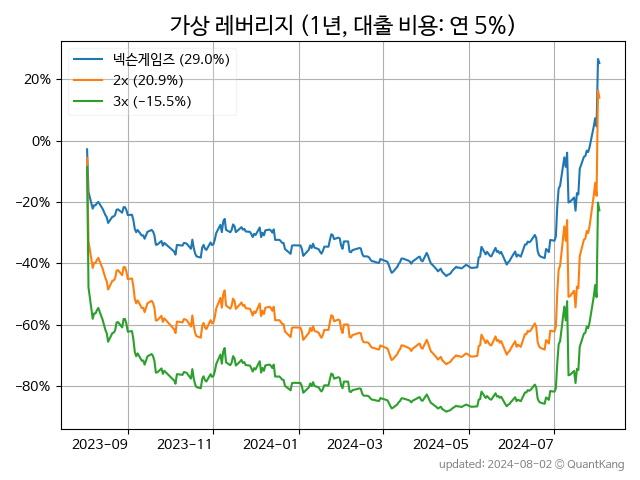 가상 레버리지 (1년, 대출 비용: 연 5%)
넥슨게임즈 (29.0%)
2x (20.9%)
3x (-15.5%)
20%
0%
−20%
−40%
−60%
−80%
2023-09 2023-11 2024-01 2024-03 2024-05 2024-07
updated: 2024-08-02 © QuantKang